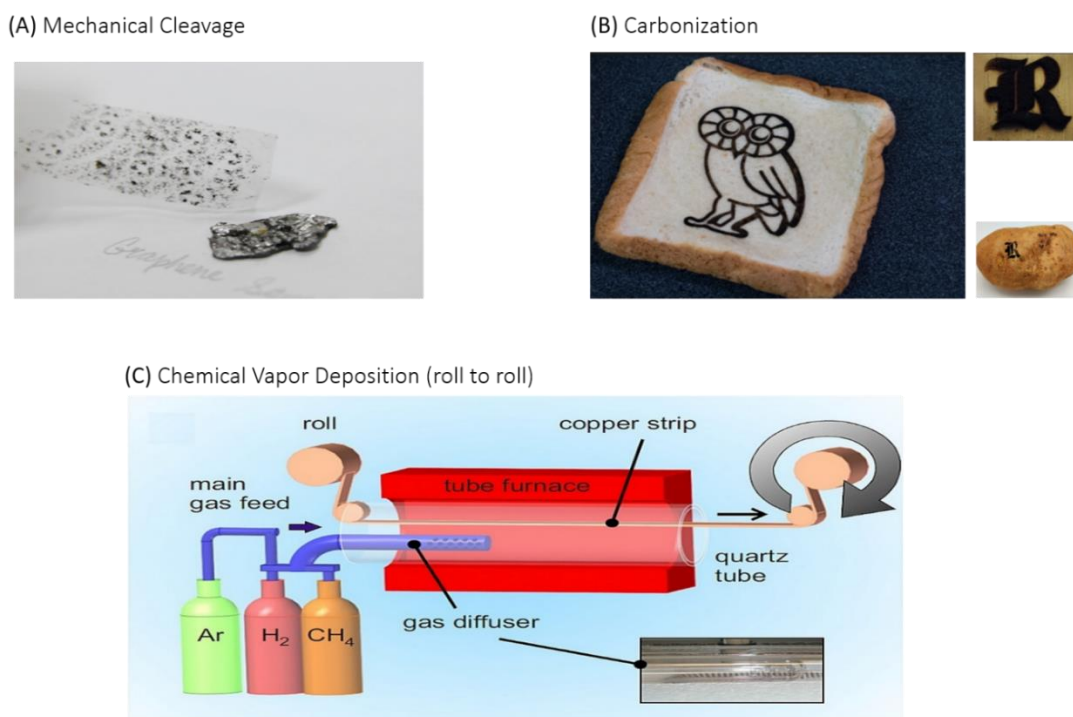 (A) Mechanical Cleavage
Graphene
(B) Carbonization
R
R
(C) Chemical Vapor Deposition (roll to roll)
roll
copper strip
main
gas feed
tube furnace
quartz
tube
gas diffuser
Ar
H₂
CH₄